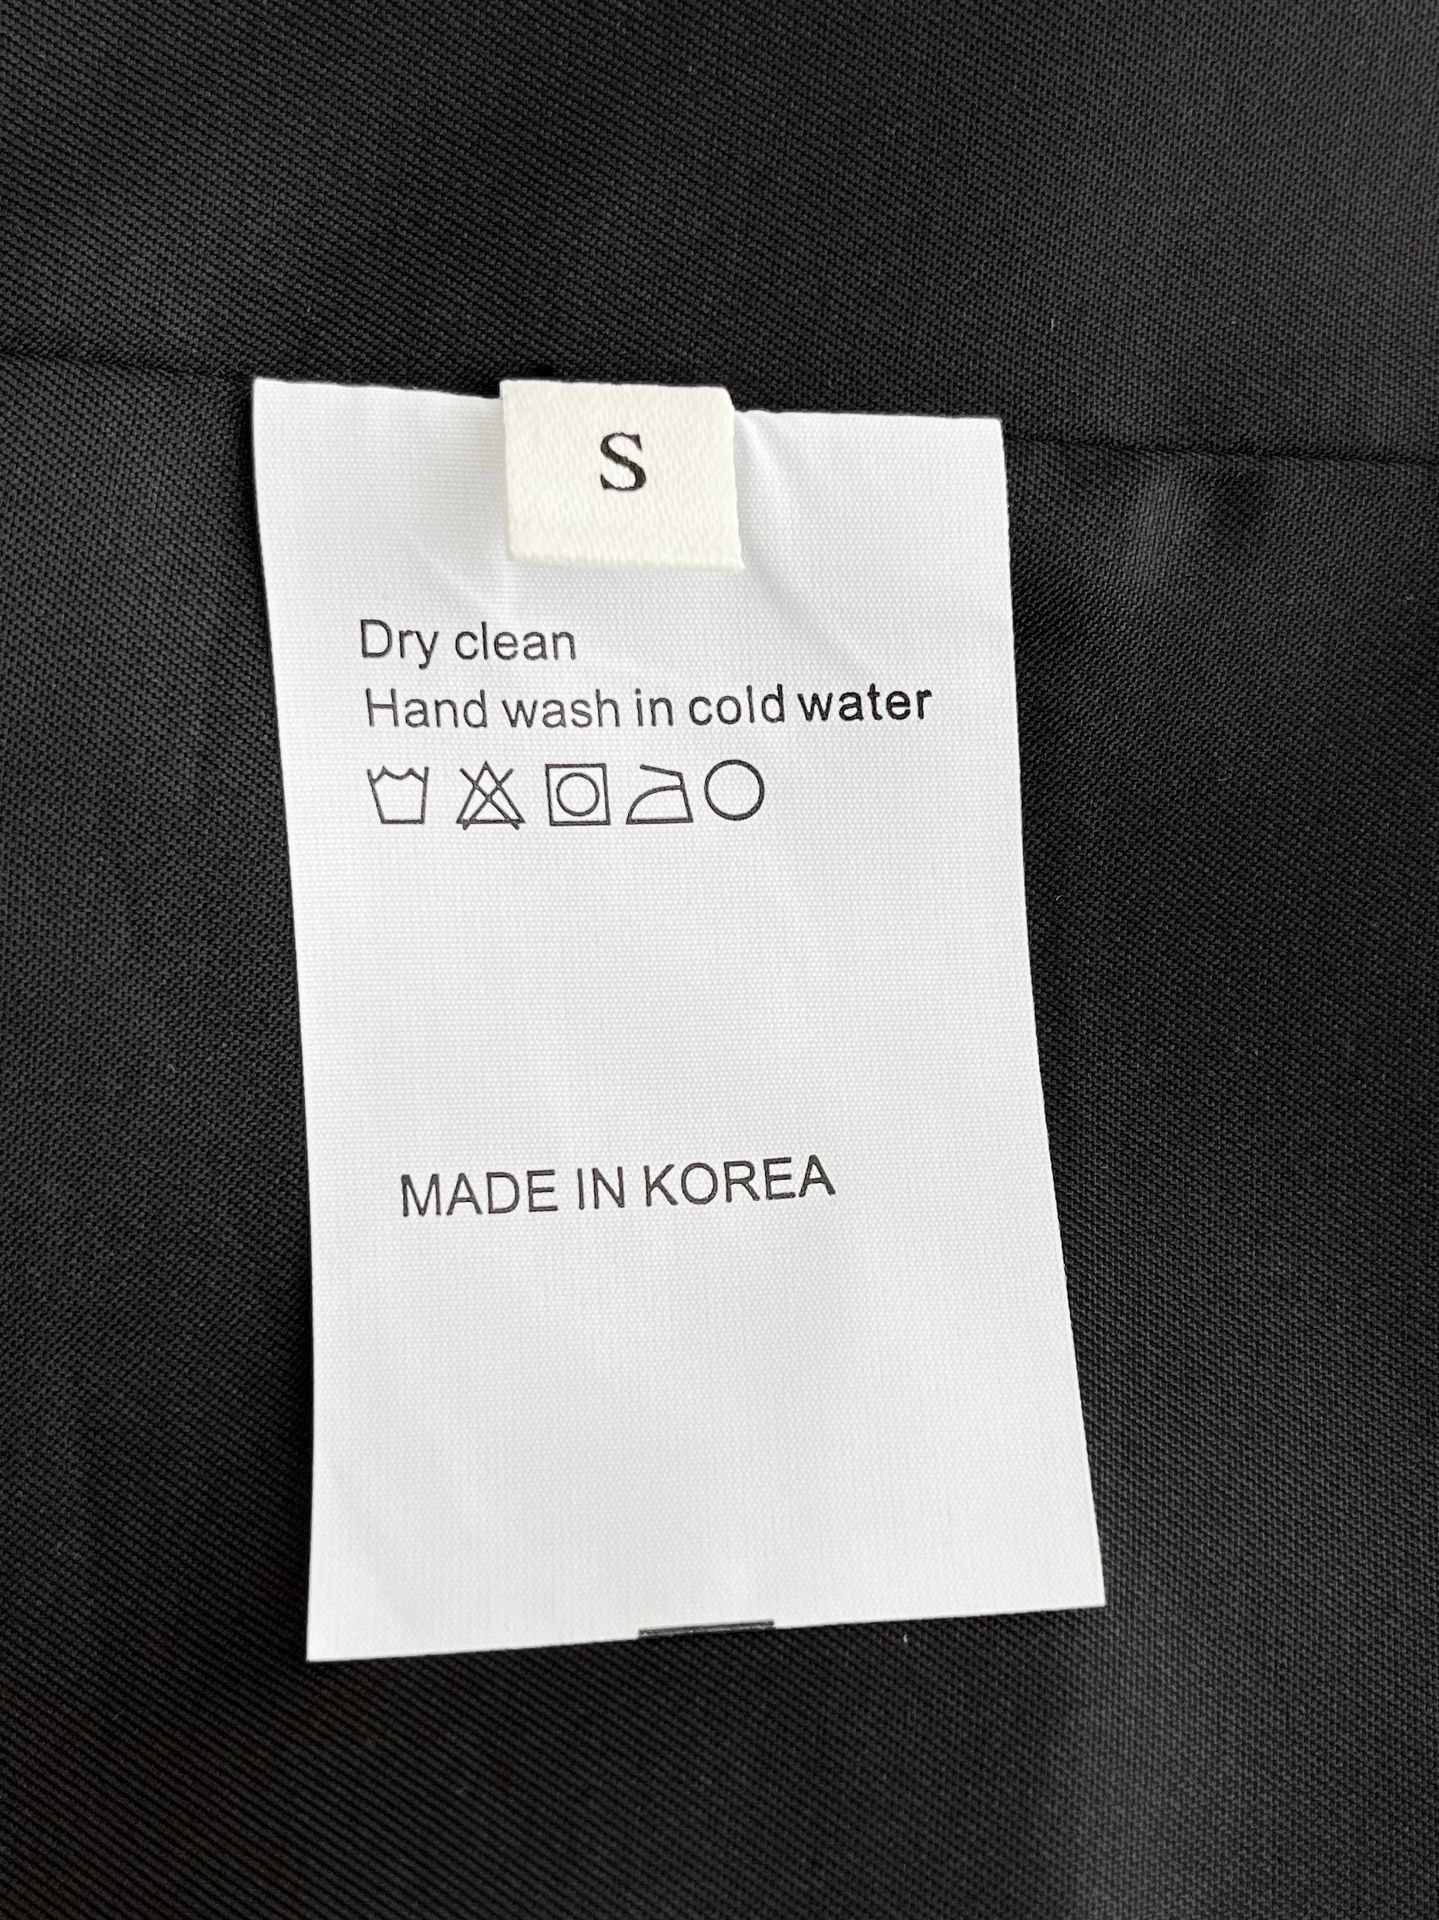 S
Dry clean
Hand wash in cold water
MADE IN KOREA